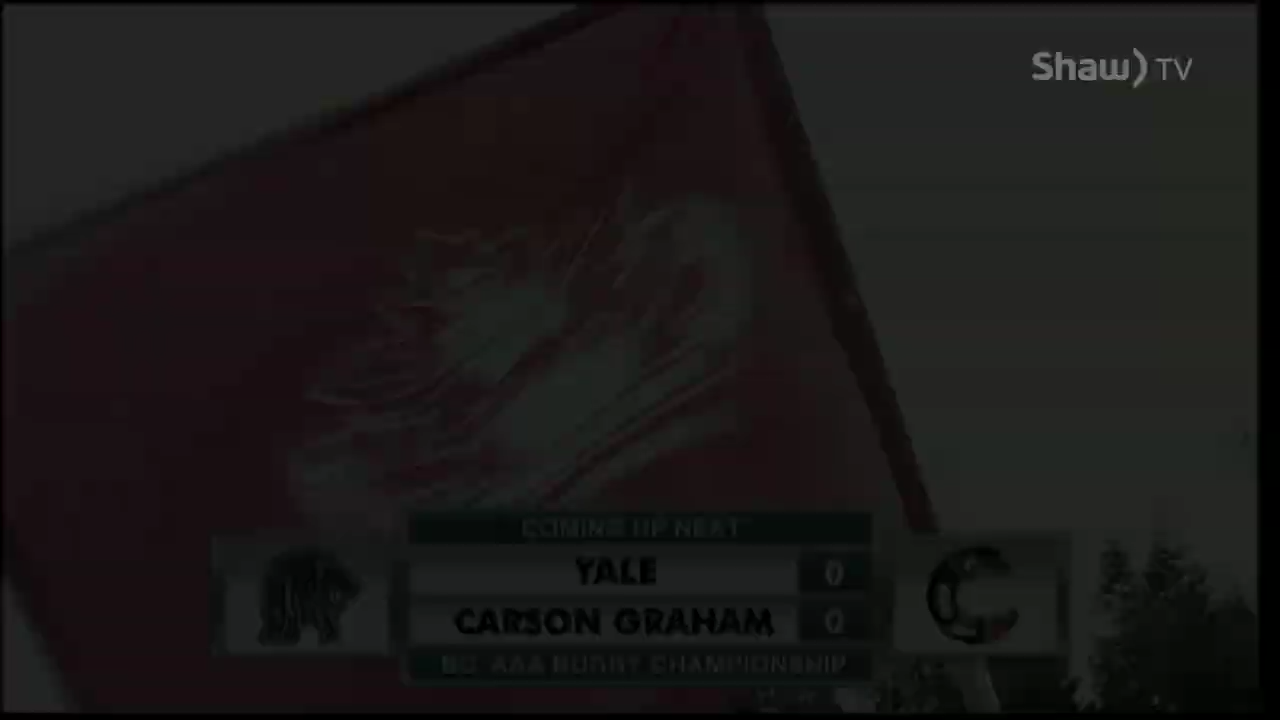 Shaw) TV
COMING UP NEXT
YALE 0
CARSON GRAHAM 0
BC AAA RUGBY CHAMPIONSHIP